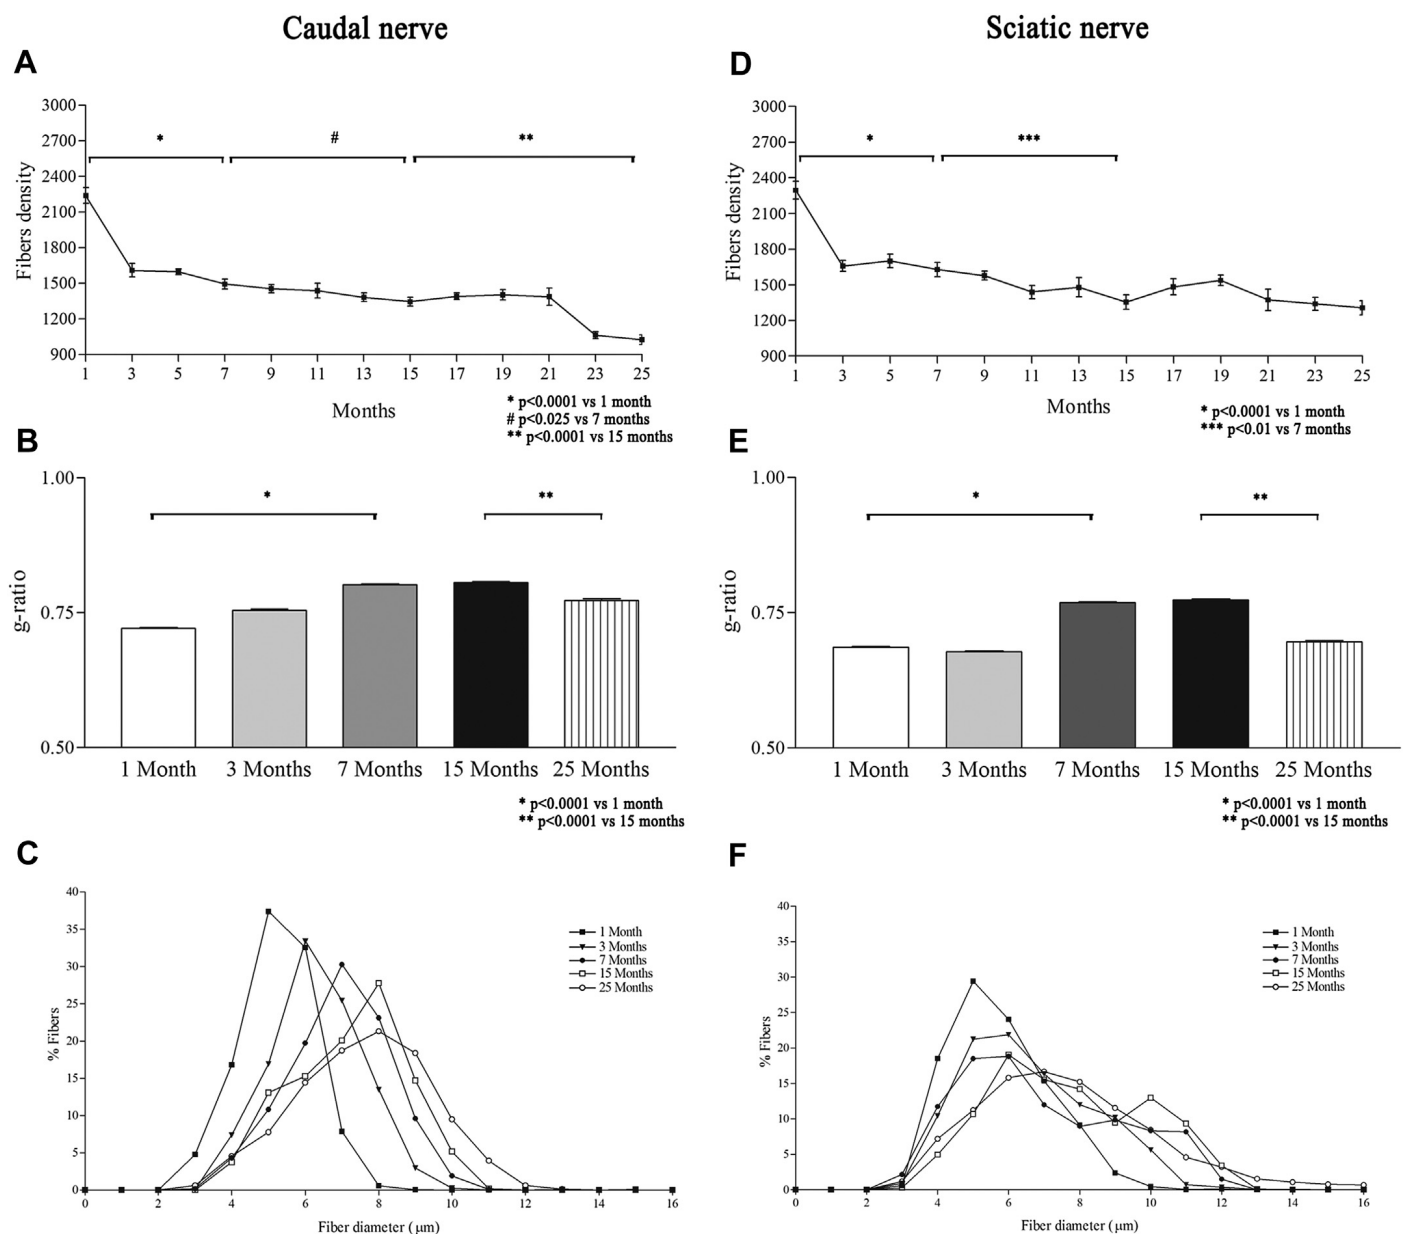 Caudal nerve
Sciatic nerve
A
3000
2700
2400
2100
1800
1500
1200
900
Fibers density
* # **
1 3 5 7 9 11 13 15 17 19 21 23 25
Months
* p<0.0001 vs 1 month
# p<0.025 vs 7 months
** p<0.0001 vs 15 months
D
3000
2700
2400
2100
1800
1500
1200
900
Fibers density
* ***
1 3 5 7 9 11 13 15 17 19 21 23 25
Months
* p<0.0001 vs 1 month
*** p<0.01 vs 7 months
B
1.00
0.75
0.50
g-ratio
* **
1 Month 3 Months 7 Months 15 Months 25 Months
* p<0.0001 vs 1 month
** p<0.0001 vs 15 months
E
1.00
0.75
0.50
g-ratio
* **
1 Month 3 Months 7 Months 15 Months 25 Months
* p<0.0001 vs 1 month
** p<0.0001 vs 15 months
C
40
35
30
25
20
15
10
5
0
% Fibers
1 Month
3 Months
7 Months
15 Months
25 Months
0 2 4 6 8 10 12 14 16
Fiber diameter (µm)
F
40
35
30
25
20
15
10
5
0
% Fibers
1 Month
3 Months
7 Months
15 Months
25 Months
0 2 4 6 8 10 12 14 16
Fiber diameter (µm)